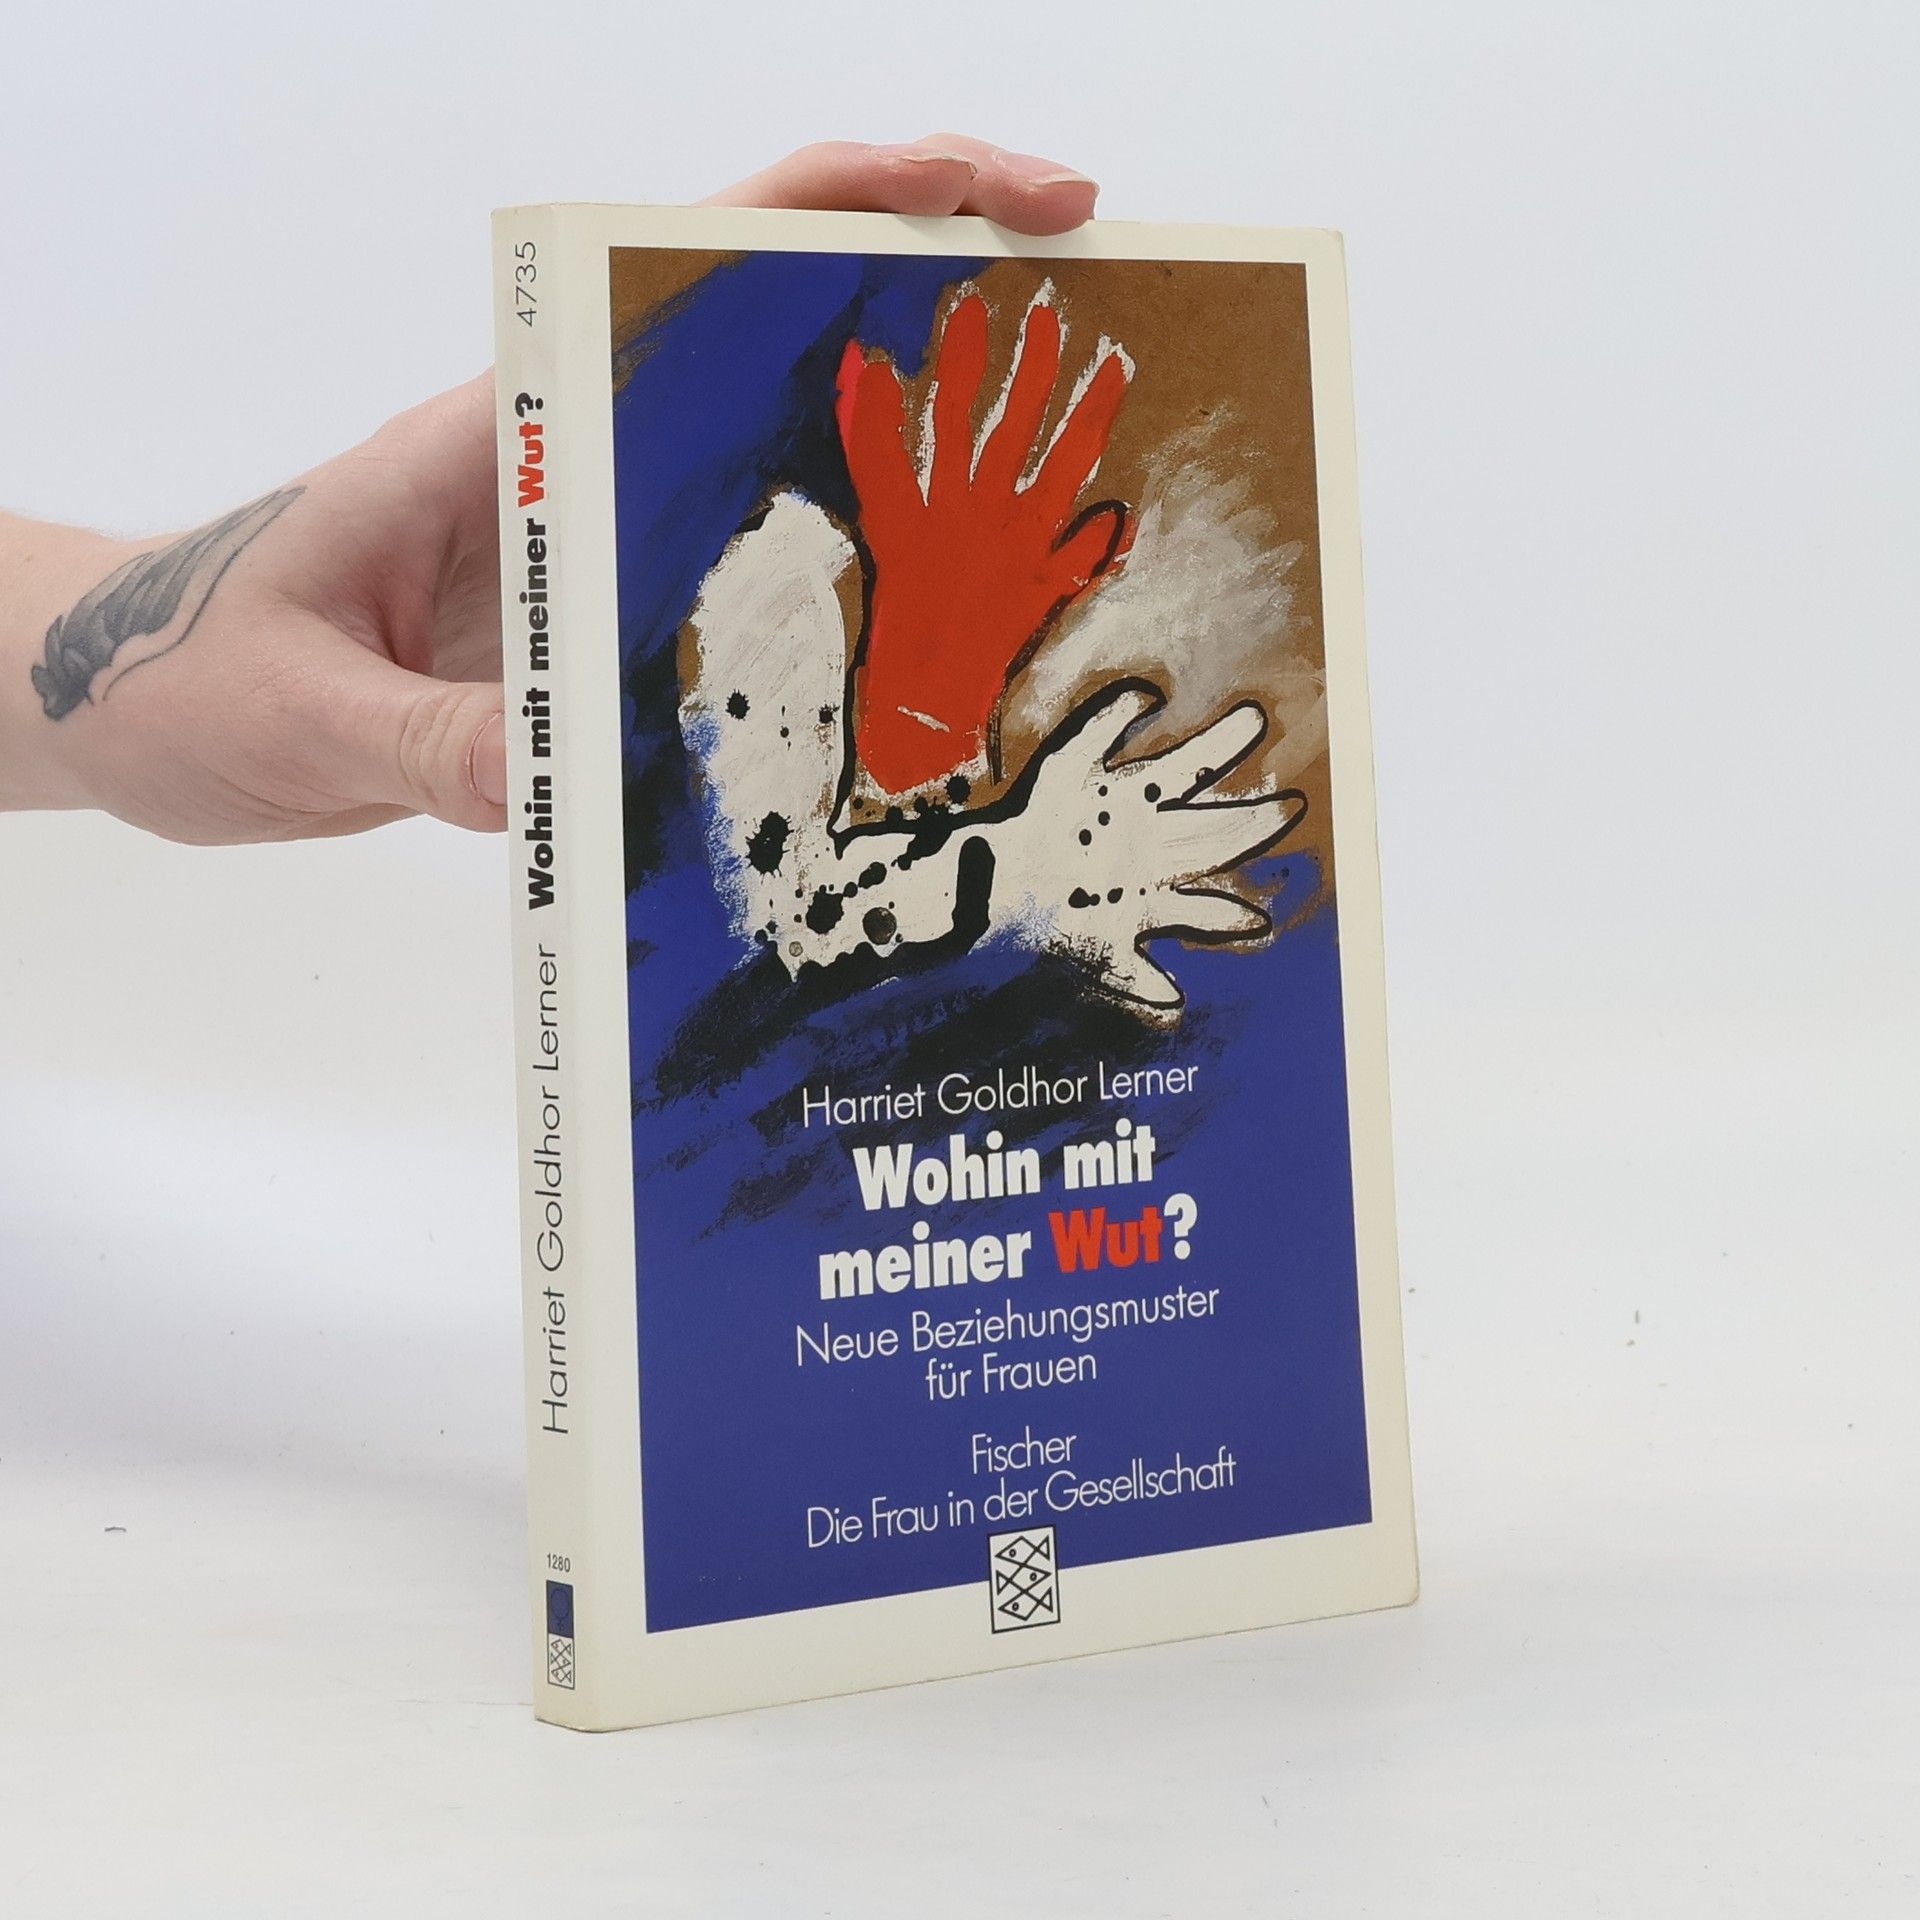 4735
Harriet Goldhor Lerner Wohin mit meiner Wut?
1280
Harriet Goldhor Lerner
Wohin mit
meiner Wut?
Neue Beziehungsmuster
für Frauen
Fischer
Die Frau in der Gesellschaft